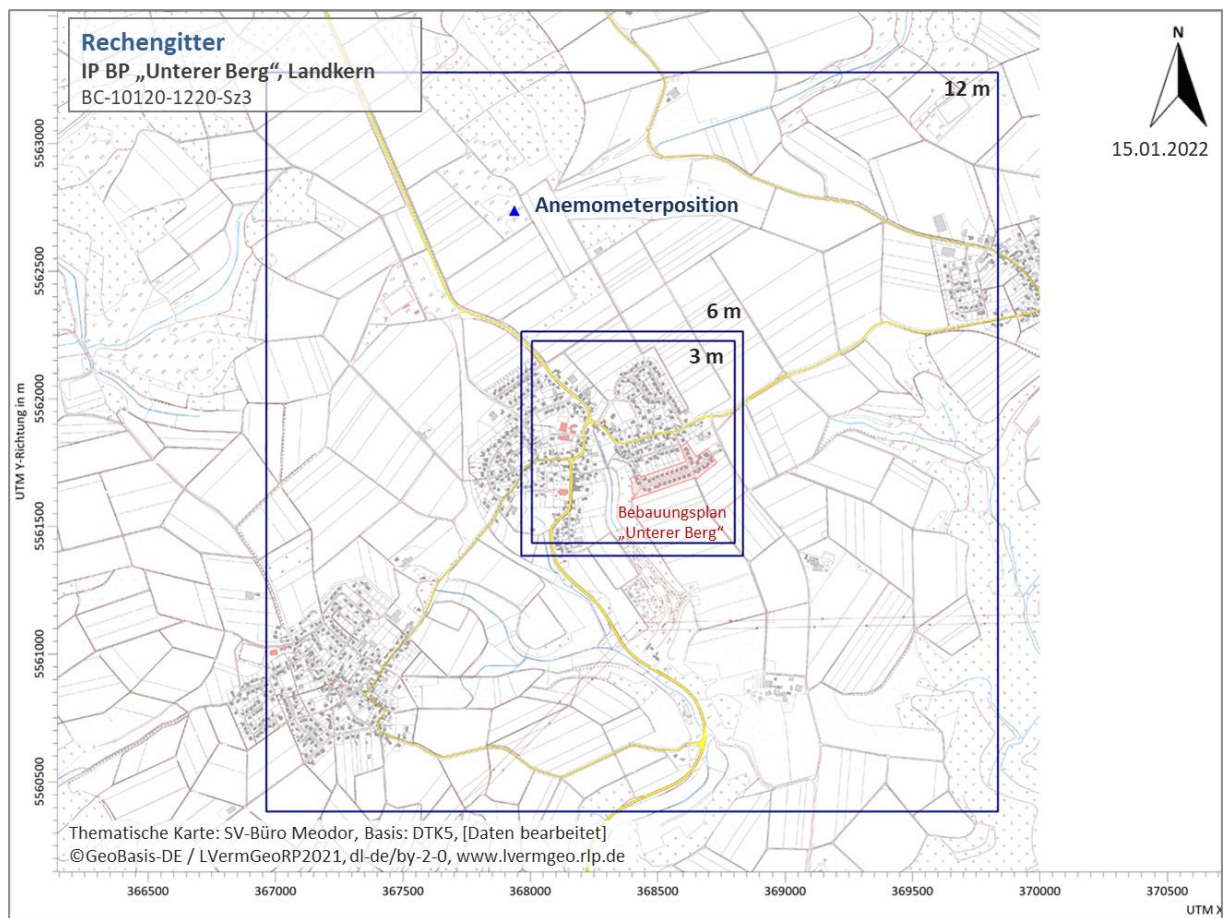 Rechengitter
IP BP „Unterer Berg“, Landkern
BC-10120-1220-Sz3
N
15.01.2022
12 m
Anemometerposition
6 m
3 m
Bebauungsplan
„Unterer Berg“
UTM Y-Richtung in m
5563000
5562500
5562000
5561500
5561000
5560500
Thematische Karte: SV-Büro Meodor, Basis: DTK5, [Daten bearbeitet]
©GeoBasis-DE / LVermGeoRP2021, dl-de/by-2-0, www.lvermgeo.rlp.de
366500 367000 367500 368000 368500 369000 369500 370000 370500
UTM X